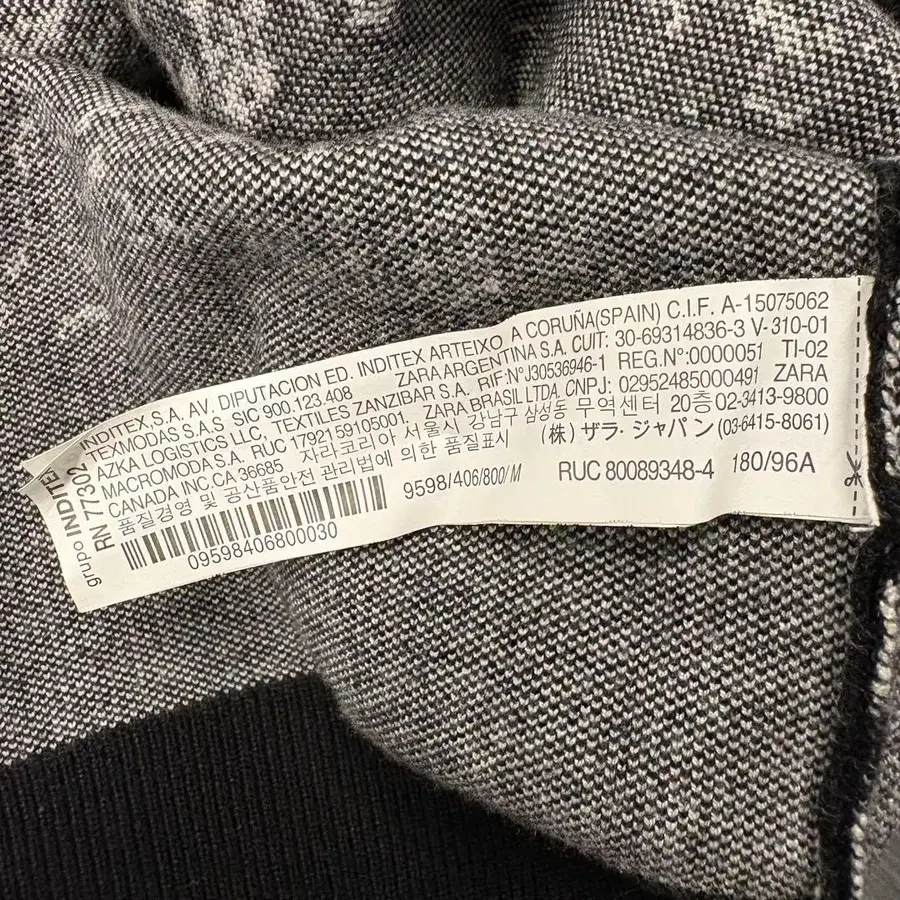 grupo INDITEX
RN 77302
INDITEX,S.A. AV. DIPUTACION ED. INDITEX ARTEIXO, A CORUÑA(SPAIN) C.I.F. A-15075062
TEXMODAS S.A.S SIC 900.123.408 ZARA ARGENTINA S.A. CUIT: 30-69314836-3 V-310-01
AZKA LOGISTICS LLC, TEXTILES ZANZIBAR S.A. RIF:NºJ30536946-1 REG.Nº:0000051 TI-02
MACROMODA S.A. RUC 1792159105001 ZARA BRASIL LTDA. CNPJ: 02952485000491 ZARA
CANADA INC.CA 36685 자라코리아 서울시 강남구 삼성동 무역센터 20층 02-3413-9800
품질경영 및 공산품안전 관리법에 의한 품질표시 (株) ザラ・ジャパン (03-6415-8061)
9598/406/800/M RUC 80089348-4 180/96A
09598406800030